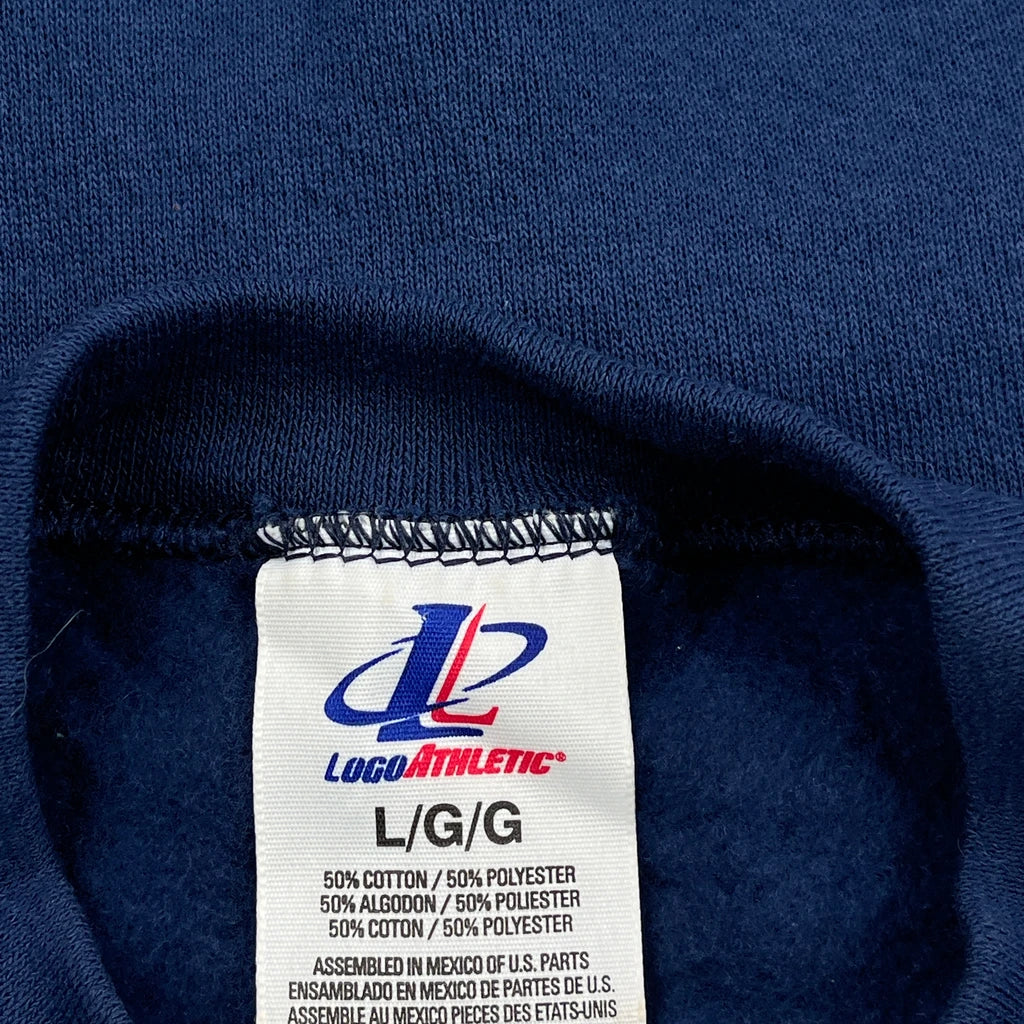 LOGOATHLETIC®
L/G/G
50% COTTON / 50% POLYESTER
50% ALGODON / 50% POLIESTER
50% COTON / 50% POLYESTER
ASSEMBLED IN MEXICO OF U.S. PARTS
ENSAMBLADO EN MEXICO DE PARTES DE U.S.
ASSEMBLE AU MEXICO PIECES DES ETATS-UNIS